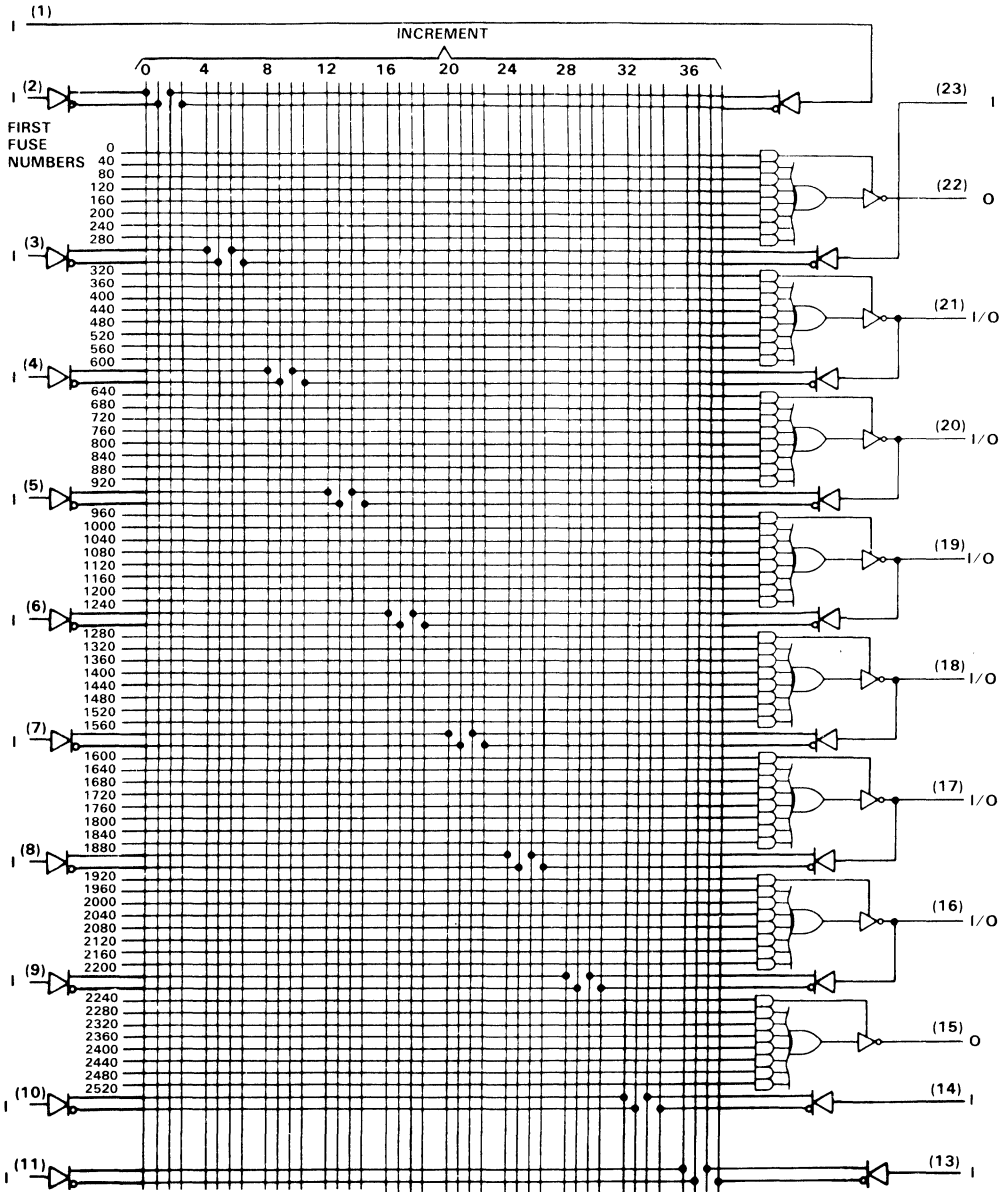 I (1)
INCREMENT
0 4 8 12 16 20 24 28 32 36
I (2)
(23) I
FIRST
FUSE
NUMBERS
0
40
80
120
160
200
240
280
(22) O
I (3)
320
360
400
440
480
520
560
600
(21) I/O
I (4)
640
680
720
760
800
840
880
920
(20) I/O
I (5)
960
1000
1040
1080
1120
1160
1200
1240
(19) I/O
I (6)
1280
1320
1360
1400
1440
1480
1520
1560
(18) I/O
I (7)
1600
1640
1680
1720
1760
1800
1840
1880
(17) I/O
I (8)
1920
1960
2000
2040
2080
2120
2160
2200
(16) I/O
I (9)
2240
2280
2320
2360
2400
2440
2480
2520
(15) O
I (10)
(14) I
I (11)
(13) I